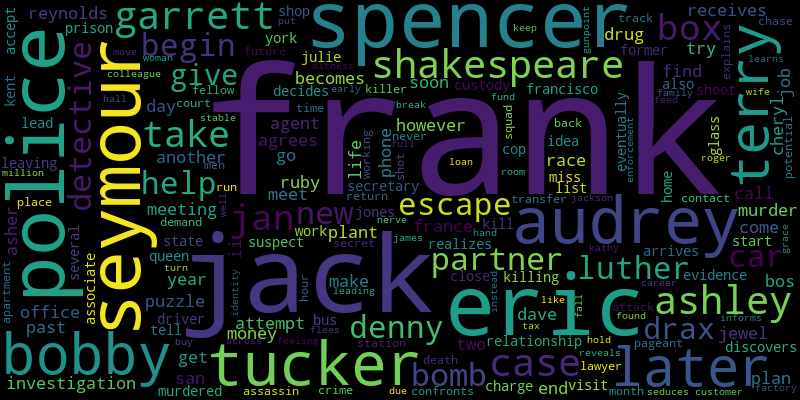 frank
jack
eric
police
seymour
spencer
audrey
tucker
bobby
terry
later
garrett
shakespeare
escape
partner
ashley
luther
denny
drax
bomb
case
box
car
jan
new
help
take
give
begin
detective
investigation
reynolds
prison
accept
kent
lead
leaving
million
place
asher
several
apartment
office
past
associate
day
another
meeting
demand
state
queen
year
puzzle
driver
tell
get
san
murdered
money
attempt
assassin
crime
bus
hour
identity
flees
across
feeling
station
death
confronts
due
charge
end
visit
two
dave
relationship
lawyer
reveals
hold
tax
fall
like
instead
killing
close
realizes
make
leading
james
nerve
hand
secret
france
jones
plant
work
suspect
iii
run
well
ruby
meet
go
agrees
agent
becomes
julie
york
shop
put
decides
future
witness
time
early
killer
custody
soon
however
phone
life
working
secretary
return
never
shot
full
break
loan
room
squad
fund
cop
back
idea
race
miss
list
transfer
jackson
kathy
kill
francisco
drug
former
receives
track
keep
gunpoint
chase
explains
learns
try
find
also
shoot
family
feed
wife
job
potential
cheryl
glass
roger
home
eventually
enforcement
contact
call
murder
come
start
grace
arrives
evidence
bos
jewel
discovers
pageant
informs
attack
found
career
plan
factory
month
seduces
customer
court
fellow
stable
hall
men
move
colleague
woman
turn
buy